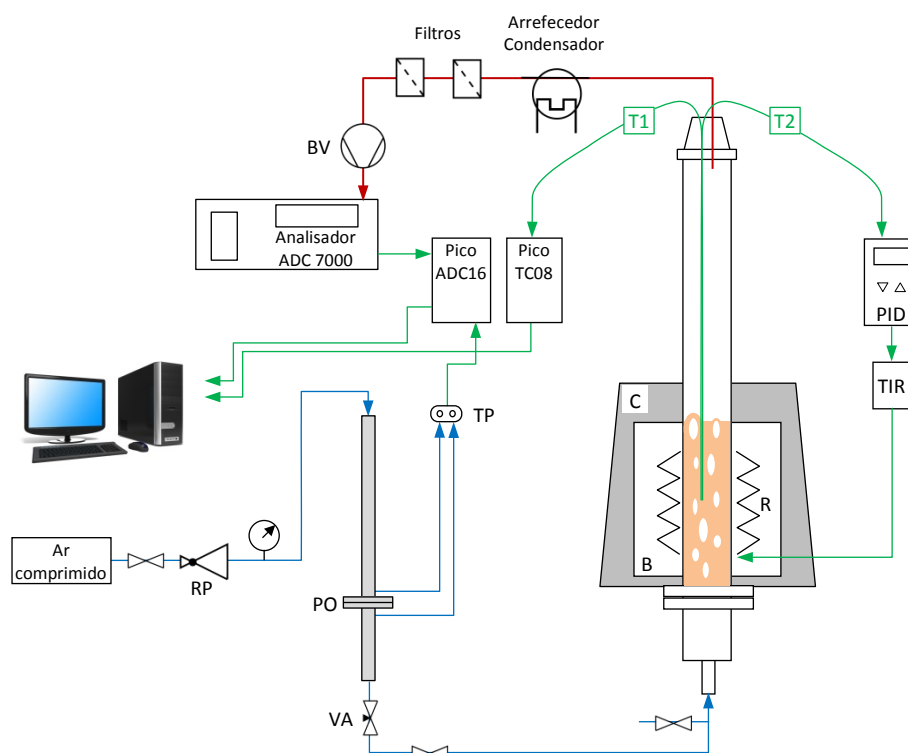 Filtros
Arrefecedor
Condensador
BV
T1
T2
Analisador
ADC 7000
Pico
ADC16
Pico
TC08
PID
TIR
C
TP
R
B
Ar
comprimido
RP
PO
VA